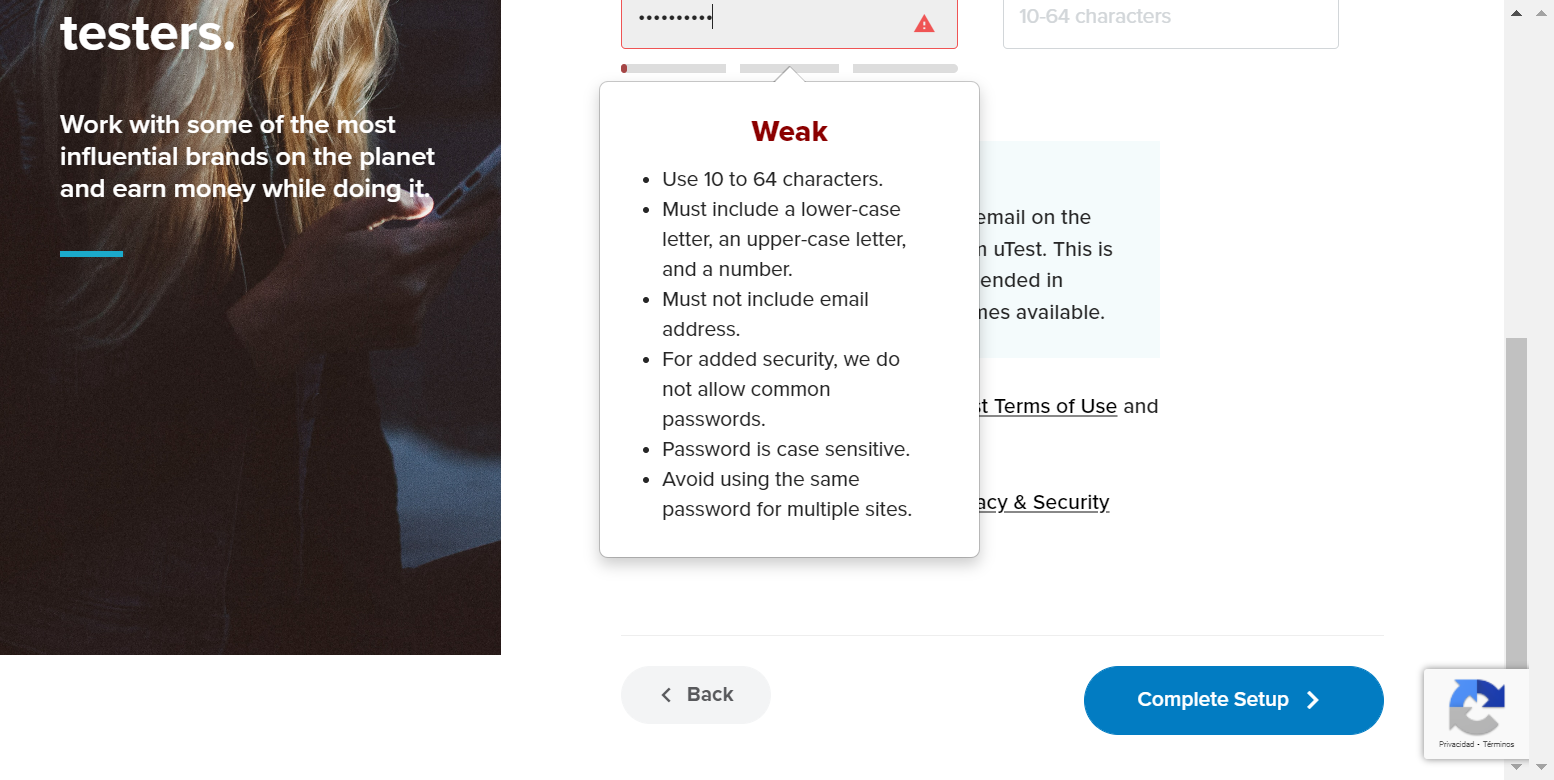 testers.
Work with some of the most
influential brands on the planet
and earn money while doing it.
••••••••••
10-64 characters
Weak
• Use 10 to 64 characters.
• Must include a lower-case
letter, an upper-case letter,
and a number.
• Must not include email
address.
• For added security, we do
not allow common
passwords.
• Password is case sensitive.
• Avoid using the same
password for multiple sites.
email on the
uTest. This is
ended in
mes available.
st Terms of Use and
acy & Security
Back
Complete Setup
Privacidad - Términos